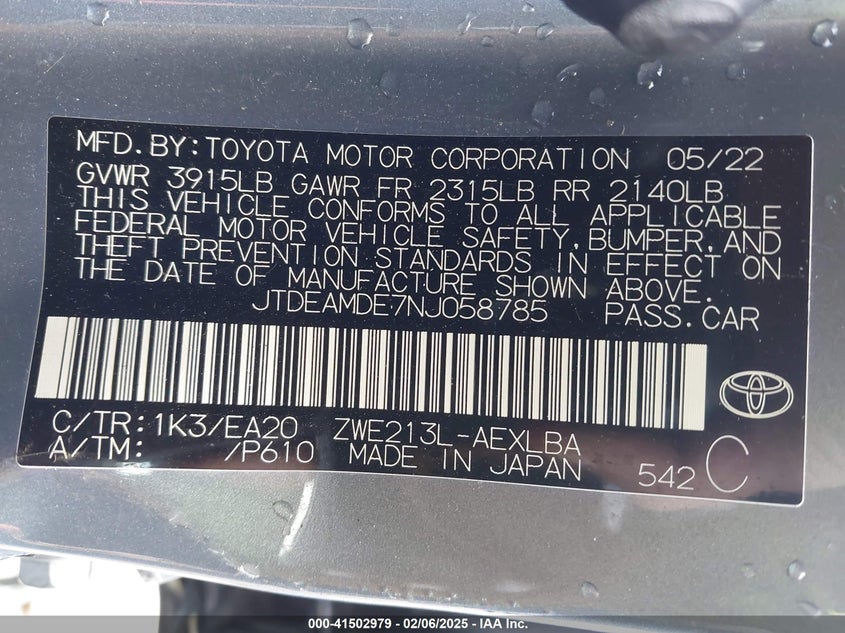 MFD.BY:TOYOTA MOTOR CORPORATION 05/22
GVWR 3915LB GAWR FR 2315LB RR 2140LB
THIS VEHICLE CONFORMS TO ALL APPLICABLE
FEDERAL MOTOR VEHICLE SAFETY,BUMPER,AND
THEFT PREVENTION STANDARDS IN EFFECT ON
THE DATE OF MANUFACTURE SHOWN ABOVE.
JTDEAMDE7NJ058785 PASS.CAR
C/TR:1K3/EA20 ZWE213L-AEXLBA
A/TM: /P610 MADE IN JAPAN 542 C
000-41502979 - 02/06/2025 - IAA Inc.